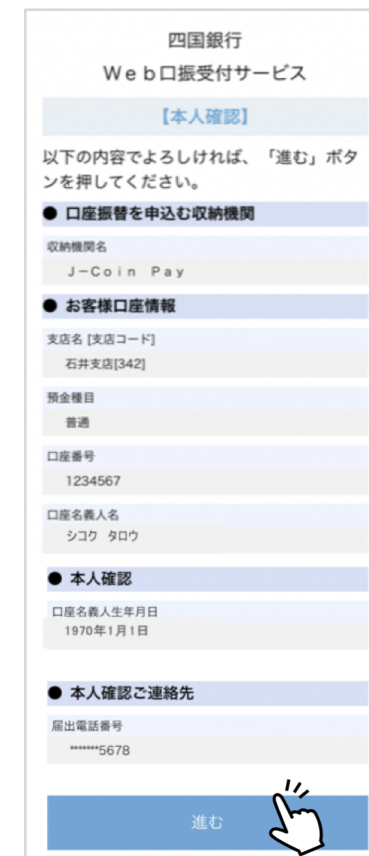 四国銀行
Ｗｅｂ口振受付サービス
【本人確認】
以下の内容でよろしければ、「進む」ボタ
ンを押してください。
● 口座振替を申込む収納機関
収納機関名
Ｊ－Ｃｏｉｎ　Ｐａｙ
● お客様口座情報
支店名 [支店コード]
石井支店[342]
預金種目
普通
口座番号
1234567
口座名義人名
シコク タロウ
● 本人確認
口座名義人生年月日
1970年1月1日
● 本人確認ご連絡先
届出電話番号
*******5678
進む